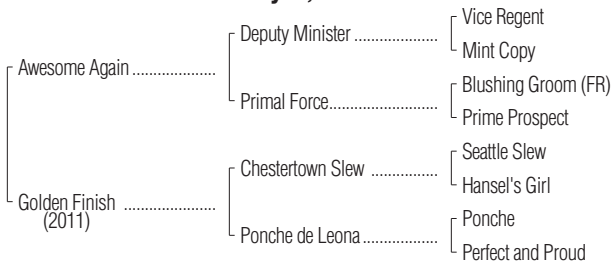 Vice Regent
Deputy Minister ....................
Mint Copy
Awesome Again ....................
Blushing Groom (FR)
Primal Force..........................
Prime Prospect
Seattle Slew
Chestertown Slew ................
Hansel's Girl
Golden Finish ......................
(2011)
Ponche
Ponche de Leona..................
Perfect and Proud